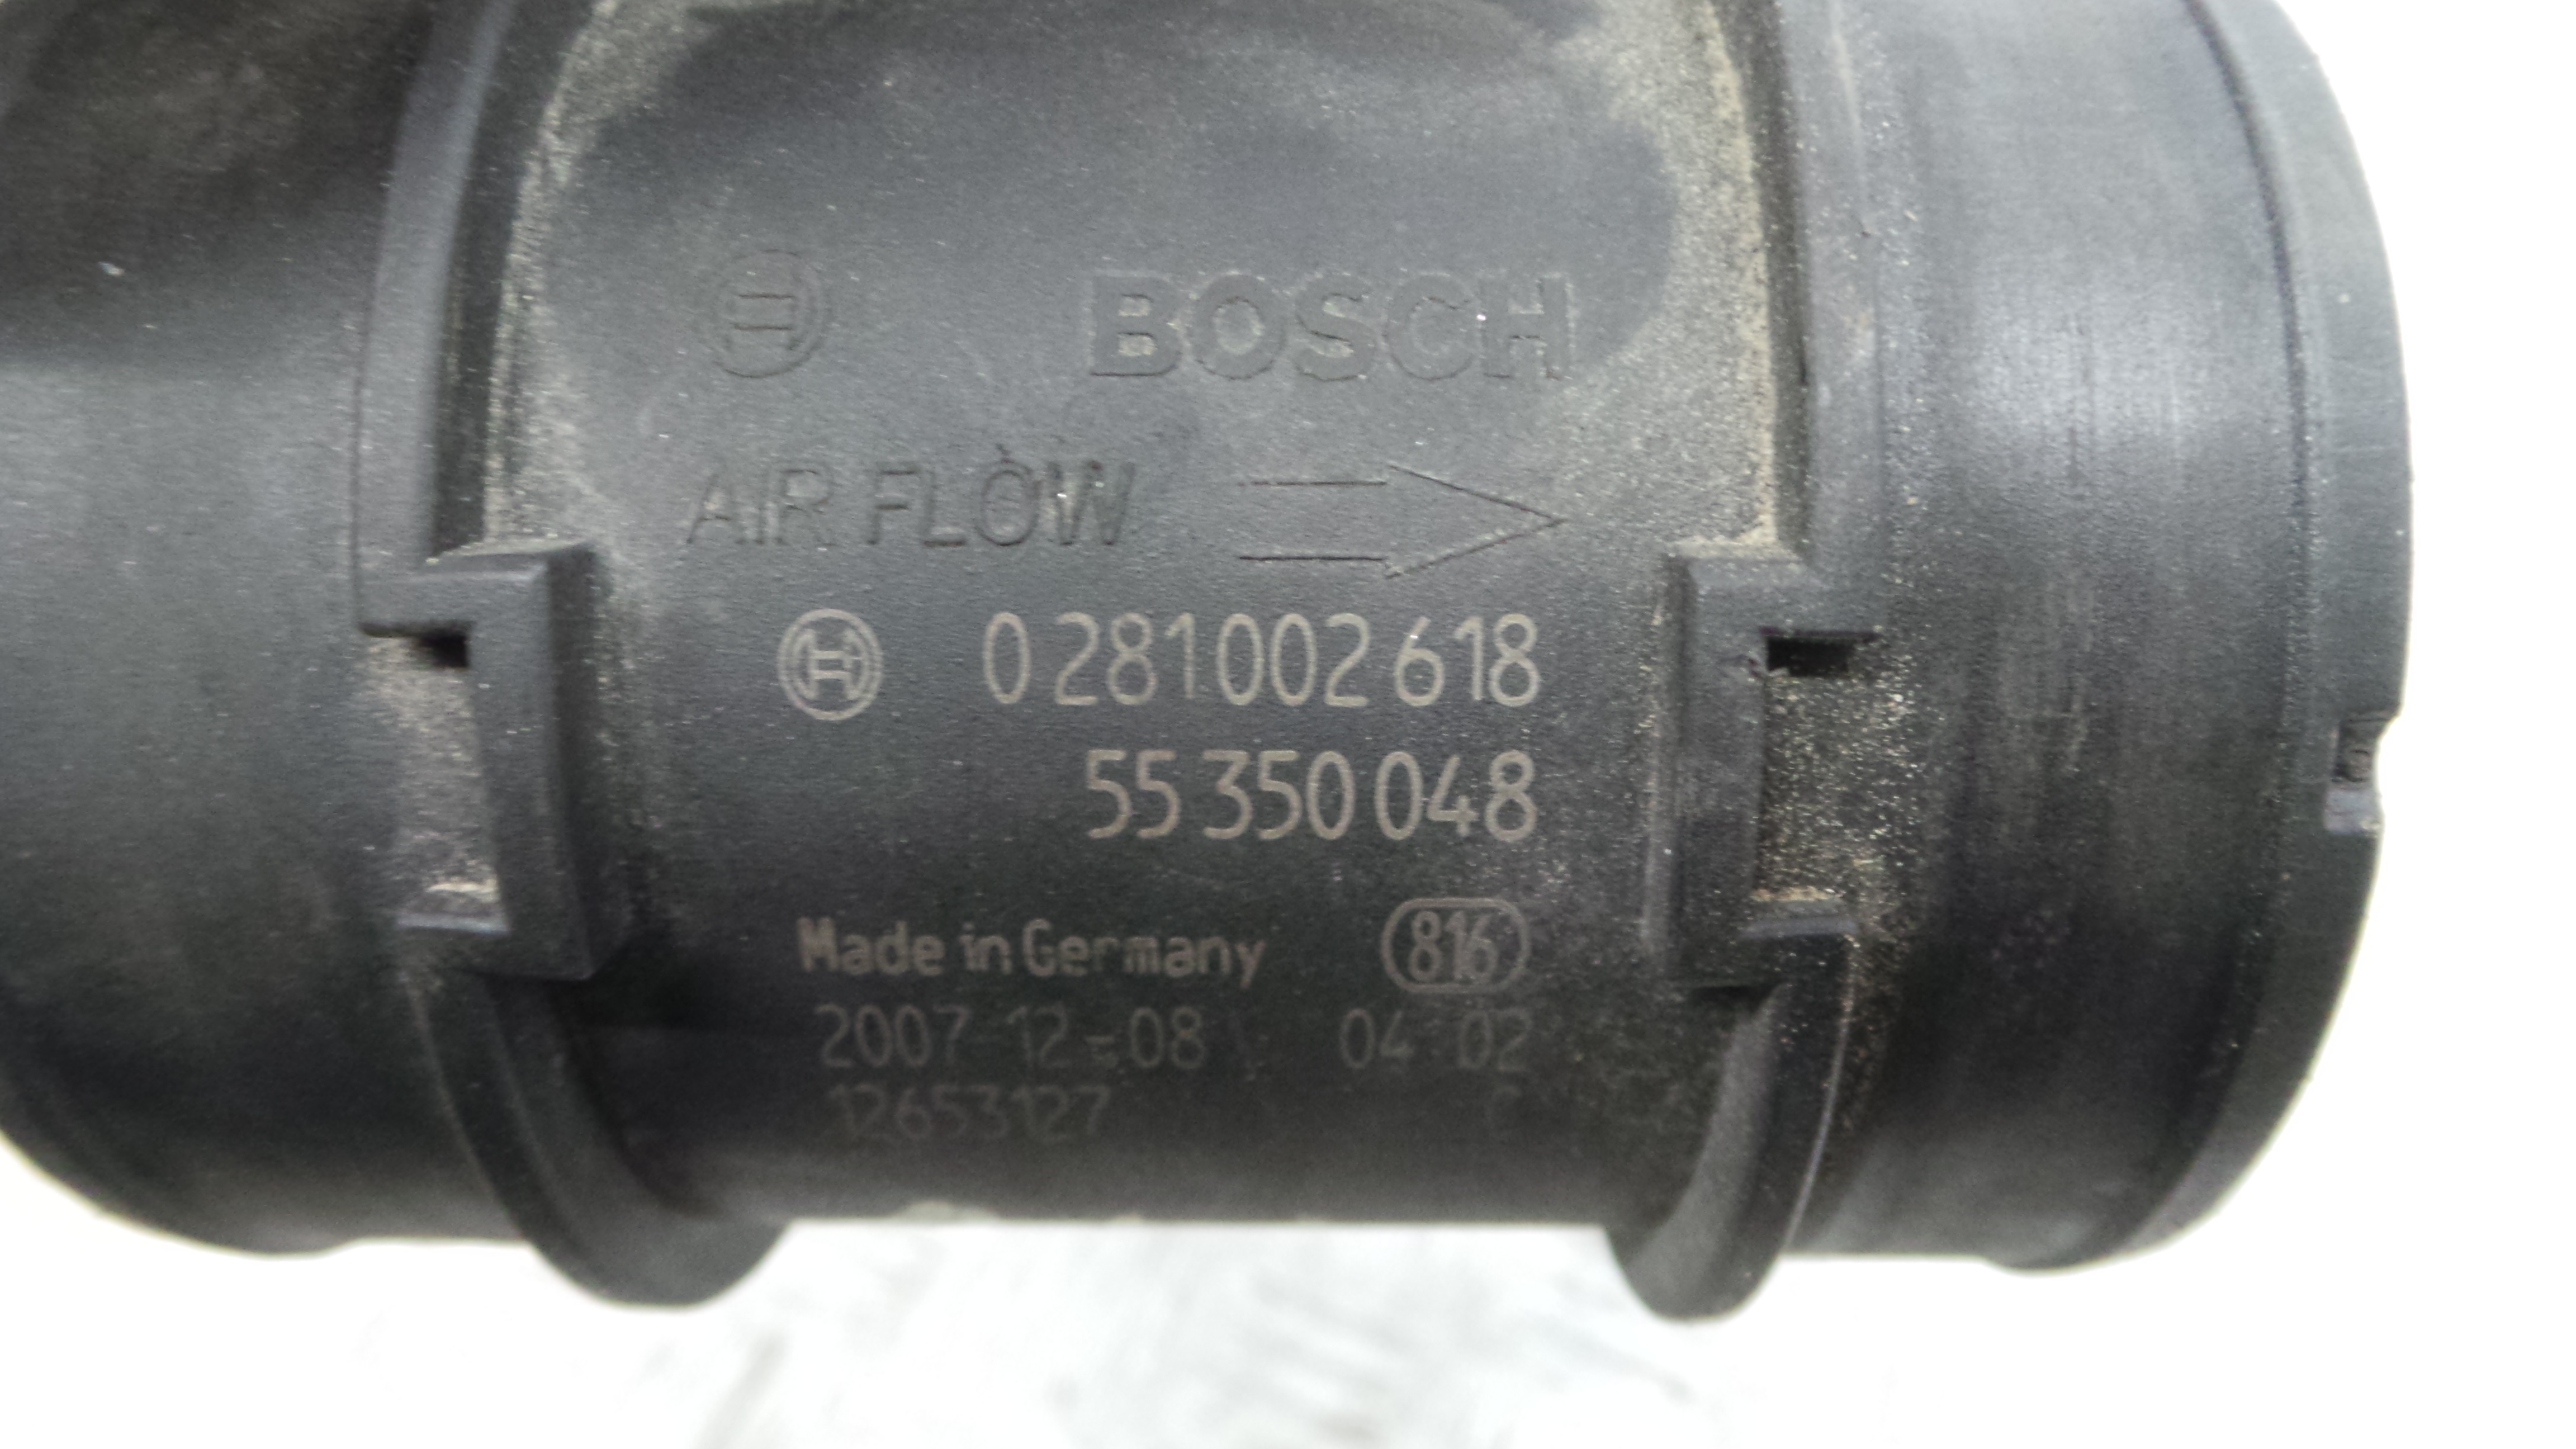 BOSCH
AIR FLOW
0 281 002 618
55 350 048
Made in Germany 816
2007-12-08 04 02
12653127